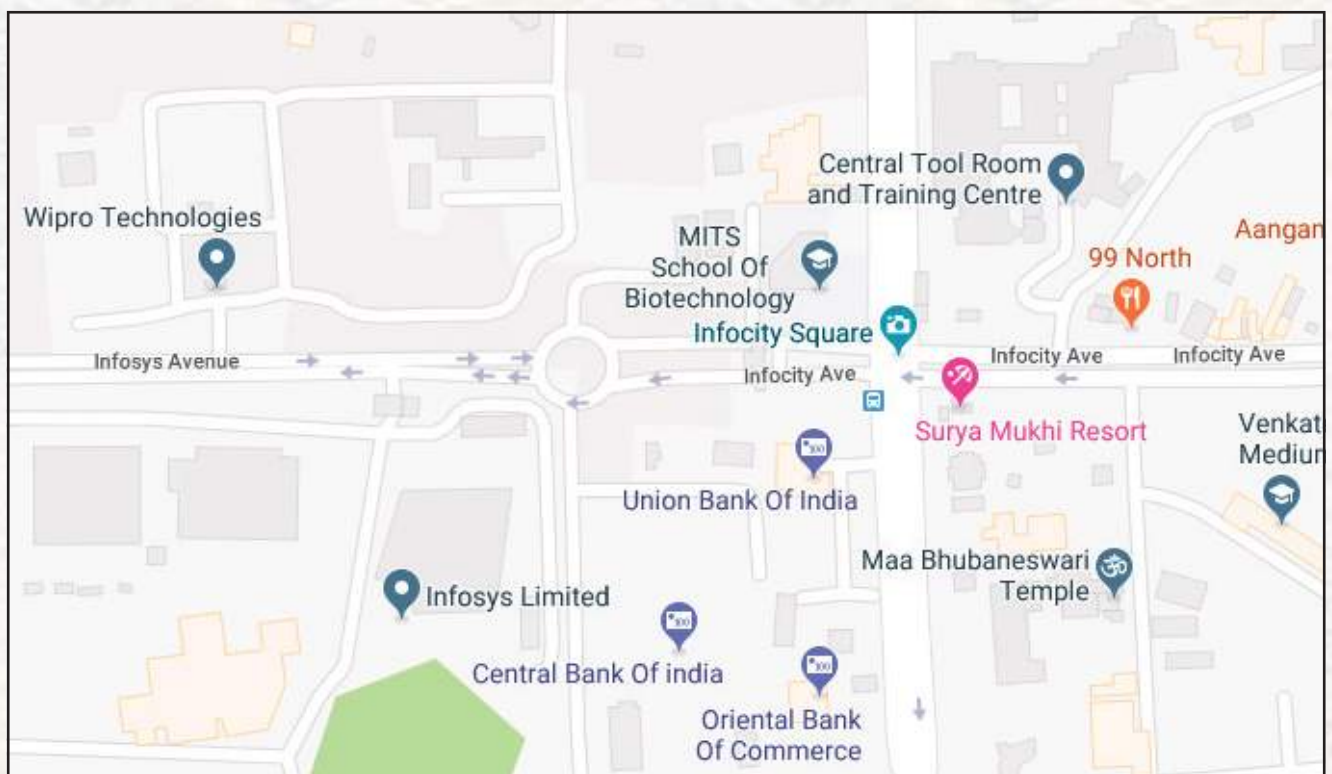 Central Tool Room
and Training Centre
Wipro Technologies
MITS
School Of
Biotechnology
Aangan
99 North
Infocity Square
Infosys Avenue
Infocity Ave
Infocity Ave
Infocity Ave
Surya Mukhi Resort
Venkat
Medium
Union Bank Of India
Maa Bhubaneswari
Temple
Infosys Limited
Central Bank Of india
Oriental Bank
Of Commerce